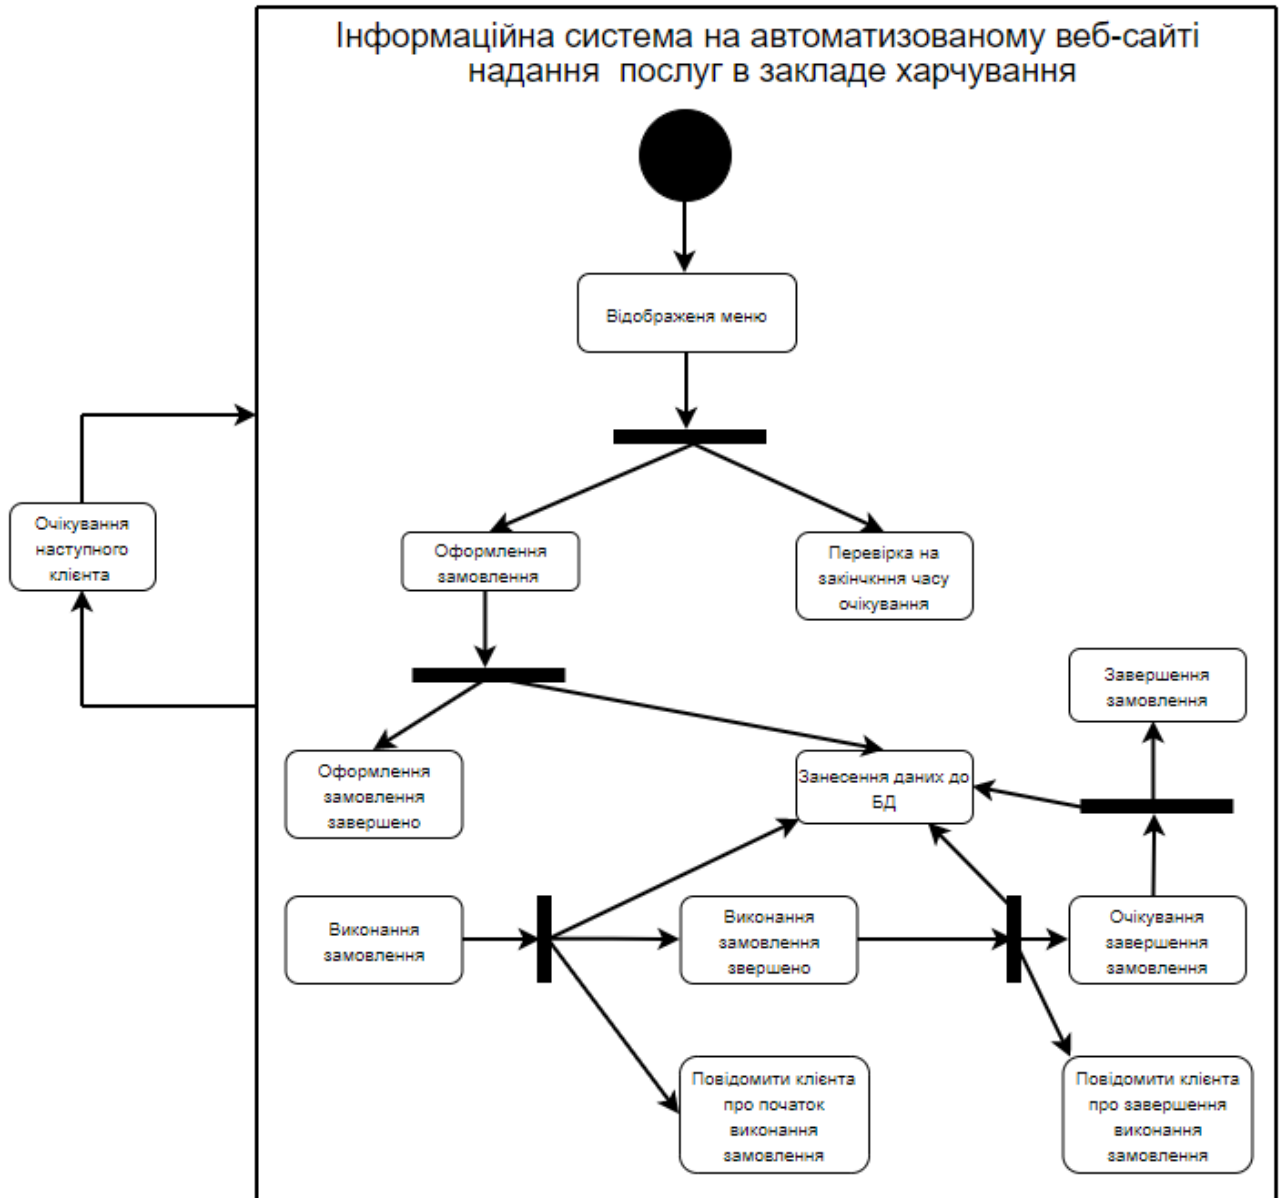 Інформаційна система на автоматизованому веб-сайті
надання послуг в закладе харчування
Відображеня меню
Очікування
наступного
клієнта
Оформлення
замовлення
Перевірка на
закінчкння часу
очікування
Завершення
замовлення
Оформлення
замовлення
завершено
Занесення даних до
БД
Виконання
замовлення
Виконання
замовлення
звершено
Очікування
завершення
замовлення
Повідомити клієнта
про початок
виконання
замовлення
Повідомити клієнта
про завершення
виконання
замовлення